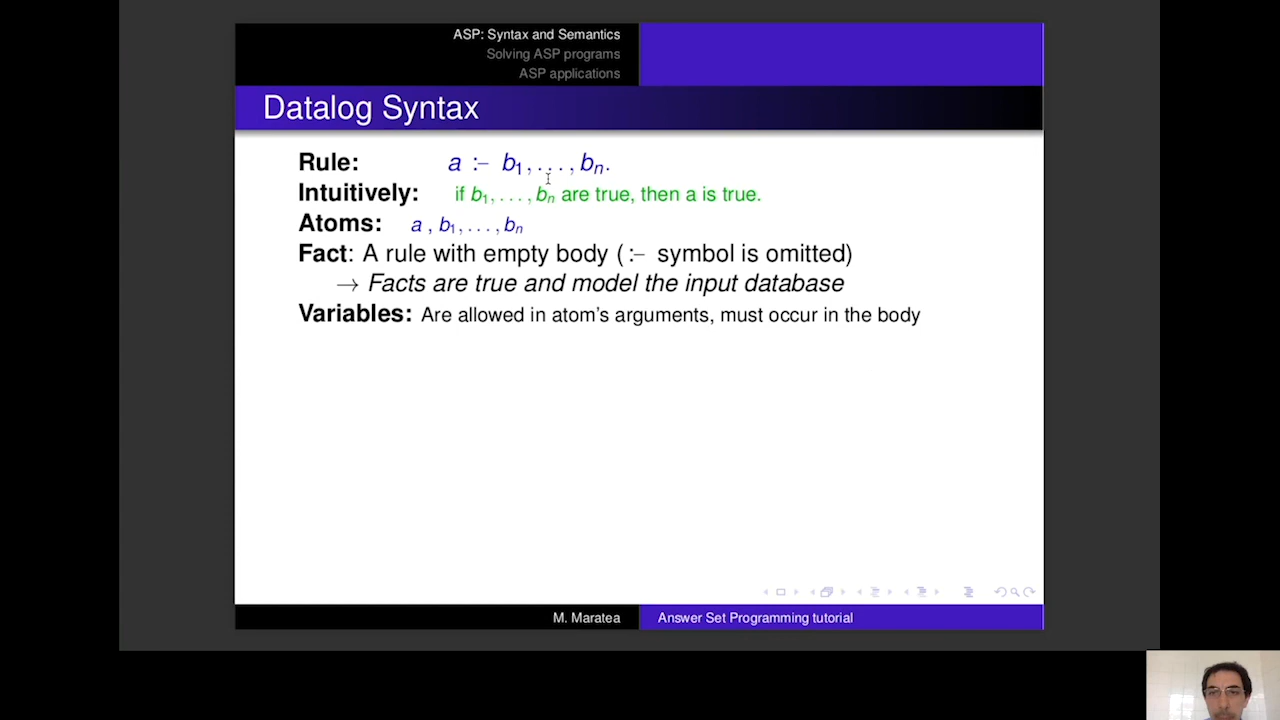 ASP: Syntax and Semantics
Solving ASP programs
ASP applications
Datalog Syntax
Rule: a :– b₁, . . . , bₙ.
Intuitively: if b₁, . . . , bₙ are true, then a is true.
Atoms: a , b₁, . . . , bₙ
Fact: A rule with empty body ( :– symbol is omitted)
→ Facts are true and model the input database
Variables: Are allowed in atom's arguments, must occur in the body
M. Maratea
Answer Set Programming tutorial